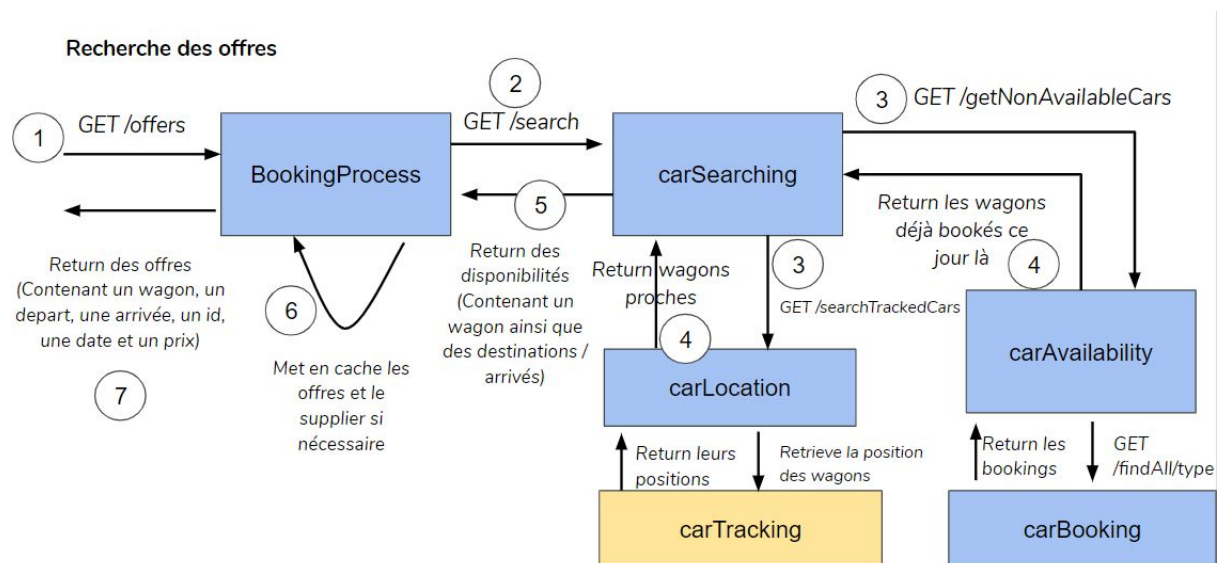 Recherche des offres
1
GET /offers
BookingProcess
2
GET /search
carSearching
3
GET /getNonAvailableCars
Return des offres
(Contenant un wagon, un
depart, une arrivée, un id,
une date et un prix)
7
6
Met en cache les
offres et le
supplier si
nécessaire
5
Return des
disponibilités
(Contenant un
wagon ainsi que
des destinations /
arrivés)
Return wagons
proches
4
3
GET /searchTrackedCars
carLocation
Return les wagons
déjà bookés ce
jour là
4
carAvailability
Return leurs
positions
Retrieve la position
des wagons
carTracking
Return les
bookings
GET
/findAll/type
carBooking